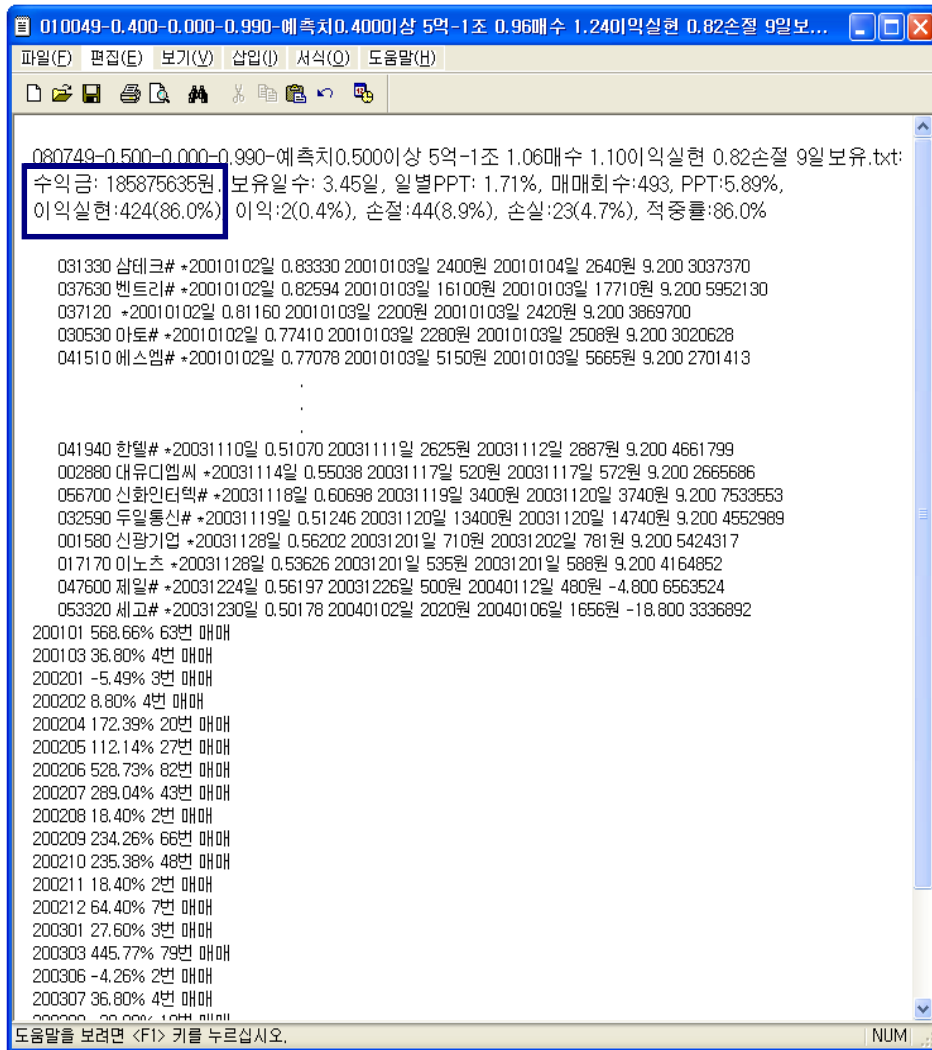 010049-0.400-0.000-0.990-예측치0.4000이상 5억-1조 0.96매수 1.240이익실현 0.82손절 9일보...
파일(F) 편집(E) 보기(V) 삽입(I) 서식(O) 도움말(H)
080749-0.500-0.000-0.990-예측치0.5000이상 5억-1조 1.06매수 1.100이익실현 0.82손절 9일보유.txt:
수익금: 185875635원, 보유일수: 3.45일, 일별PPT: 1.71%, 매매회수:493, PPT:5.89%,
이익실현:424(86.0%) 이익:2(0.4%), 손절:44(8.9%), 손실:23(4.7%), 적중률:86.0%
031330 삼테크# *20010102일 0.83330 20010103일 2400원 20010104일 2640원 9.200 3037370
037630 벤트리# *20010102일 0.82594 20010103일 16100원 20010103일 17710원 9.200 5952130
037120 *20010102일 0.81160 20010103일 2200원 20010103일 2420원 9.200 3869700
030530 아토# *20010102일 0.77410 20010103일 2280원 20010103일 2508원 9.200 3020628
041510 에스엠# *20010102일 0.77078 20010103일 5150원 20010103일 5665원 9.200 2701413
.
.
.
041940 한텔# *20031110일 0.51070 20031111일 2625원 20031112일 2887원 9.200 4661799
002880 대유디엠씨 *20031114일 0.55038 20031117일 520원 20031117일 572원 9.200 2665686
056700 신화인터텍# *20031118일 0.60698 20031119일 3400원 20031120일 3740원 9.200 7533553
032590 두일통신# *20031119일 0.51246 20031120일 13400원 20031120일 14740원 9.200 4552989
001580 신광기업 *20031128일 0.56202 20031201일 710원 20031202일 781원 9.200 5424317
017170 이노츠 *20031128일 0.53626 20031201일 535원 20031201일 588원 9.200 4164852
047600 제일# *20031224일 0.56197 20031226일 500원 20040112일 480원 -4.800 6563524
053320 세고# *20031230일 0.50178 20040102일 2020원 20040106일 1656원 -18.800 3336892
200101 568.66% 63번 매매
200103 36.80% 4번 매매
200201 -5.49% 3번 매매
200202 8.80% 4번 매매
200204 172.39% 20번 매매
200205 112.14% 27번 매매
200206 528.73% 82번 매매
200207 289.04% 43번 매매
200208 18.40% 2번 매매
200209 234.26% 66번 매매
200210 235.38% 48번 매매
200211 18.40% 2번 매매
200212 64.40% 7번 매매
200301 27.60% 3번 매매
200303 445.77% 79번 매매
200306 -4.26% 2번 매매
200307 36.80% 4번 매매
도움말을 보려면 <F1> 키를 누르십시오.
NUM